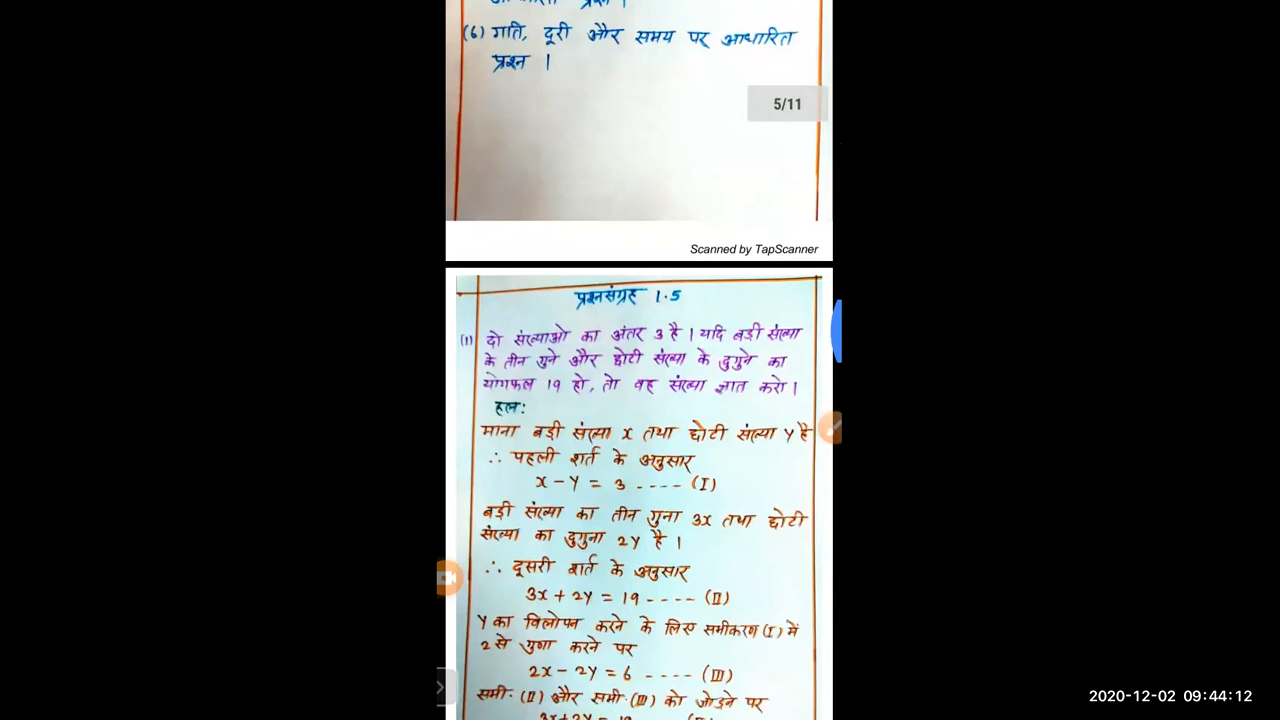 (6) गति, दूरी और समय पर आधारित
प्रश्न ।
5/11
Scanned by TapScanner
प्रश्नसंग्रह 1.5
(1) दो संख्याओ का अंतर 3 है । यदि बडी संख्या
के तीन गुने और छोटी संख्या के दुगुने का
योगफल 19 हो, तो वह संख्या ज्ञात करो ।
हल:
माना बडी संख्या x तथा छोटी संख्या y है
∴ पहली शर्त के अनुसार
x - y = 3 ---- (I)
बडी संख्या का तीन गुना 3x तथा छोटी
संख्या का दुगुना 2y है ।
∴ दूसरी शर्त के अनुसार
3x + 2y = 19 ---- (II)
y का विलोपन करने के लिए समीकरण (I) में
2 से गुणा करने पर
2x - 2y = 6 ---- (III)
समी. (II) और समी. (III) को जोडने पर
2020-12-02 09:44:12